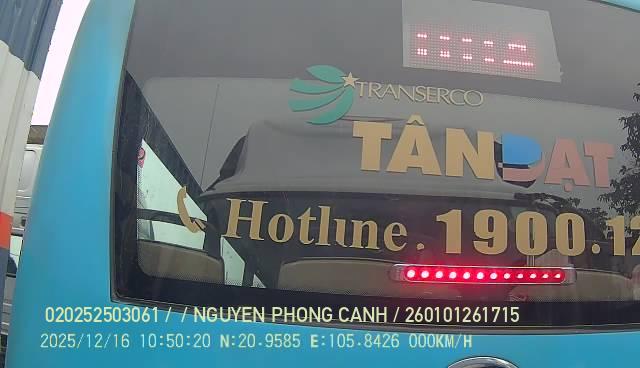 TRANSERCO
TÂN ĐẠT
Hotline. 1900.12
020252503061 / / NGUYEN PHONG CANH / 260101261715
2025/12/16 10:50:20 N:20.9585 E:105.8426 000KM/H